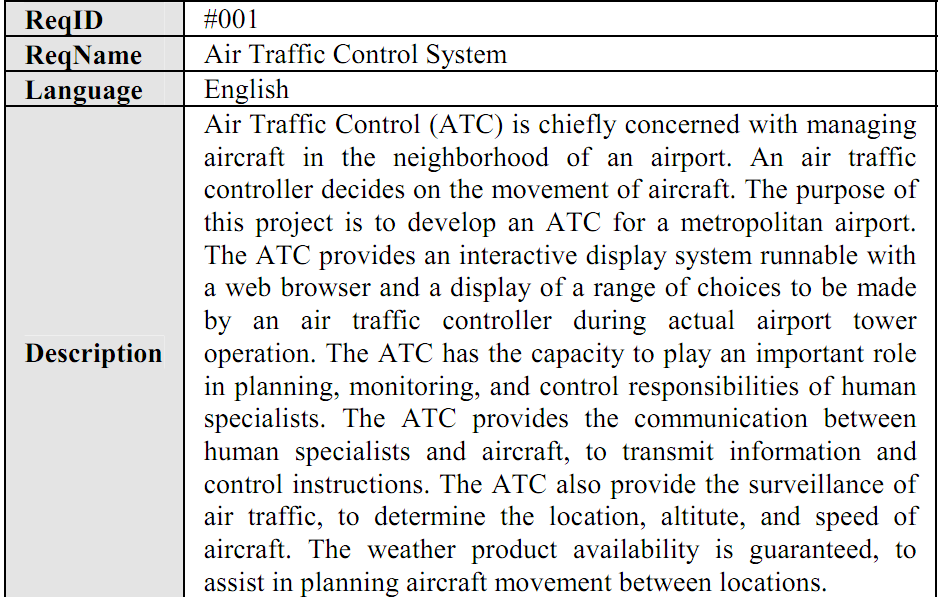 ReqID #001
ReqName Air Traffic Control System
Language English
Description
Air Traffic Control (ATC) is chiefly concerned with managing
aircraft in the neighborhood of an airport. An air traffic
controller decides on the movement of aircraft. The purpose of
this project is to develop an ATC for a metropolitan airport.
The ATC provides an interactive display system runnable with
a web browser and a display of a range of choices to be made
by an air traffic controller during actual airport tower
operation. The ATC has the capacity to play an important role
in planning, monitoring, and control responsibilities of human
specialists. The ATC provides the communication between
human specialists and aircraft, to transmit information and
control instructions. The ATC also provide the surveillance of
air traffic, to determine the location, altitute, and speed of
aircraft. The weather product availability is guaranteed, to
assist in planning aircraft movement between locations.